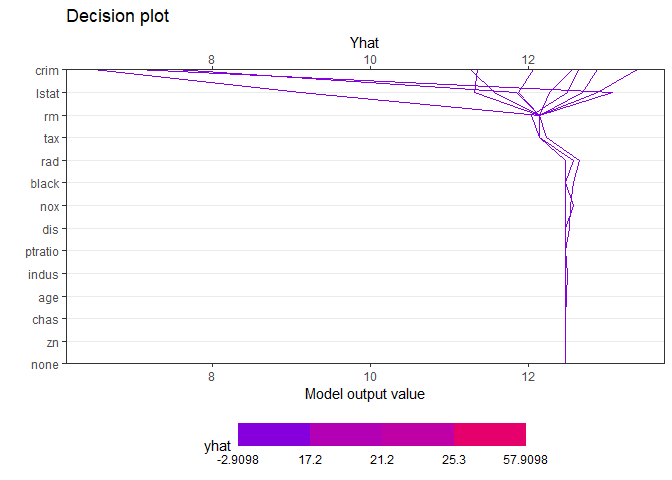 Decision plot
Yhat
8 10 12
crim
lstat
rm
tax
rad
black
nox
dis
ptratio
indus
age
chas
zn
none
8 10 12
Model output value
yhat
-2.9098 17.2 21.2 25.3 57.9098